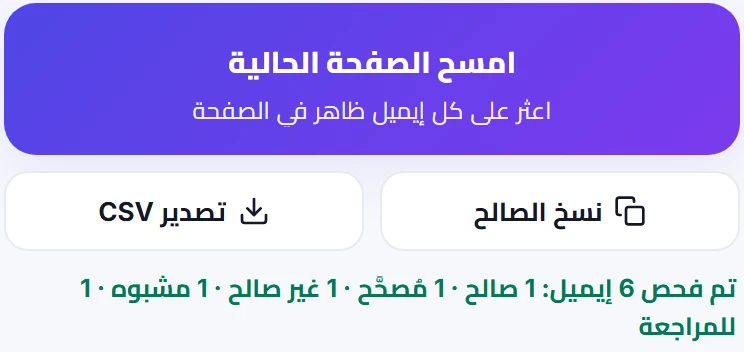 امسح الصفحة الحالية
اعثر على كل إيميل ظاهر في الصفحة
نسخ الصالح
تصدير CSV
تم فحص 6 إيميل: 1 صالح · 1 مُصحَّح · 1 غير صالح · 1 مشبوه · 1
للمراجعة